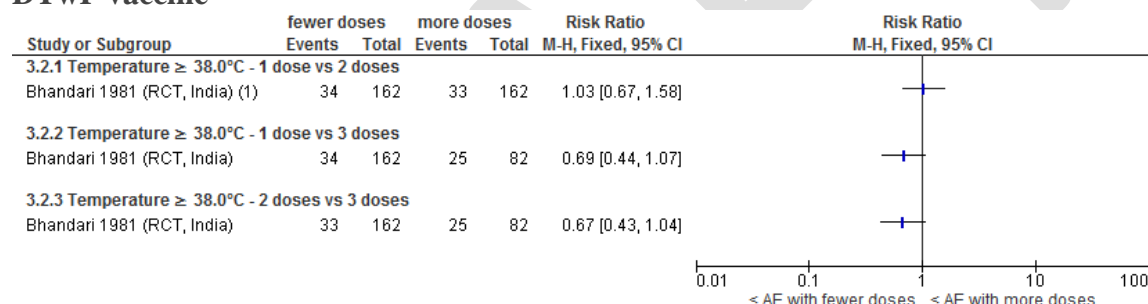 DTwP vaccine
fewer doses more doses Risk Ratio Risk Ratio
Study or Subgroup Events Total Events Total M-H, Fixed, 95% CI M-H, Fixed, 95% CI
3.2.1 Temperature ≥ 38.0°C - 1 dose vs 2 doses
Bhandari 1981 (RCT, India) (1) 34 162 33 162 1.03 [0.67, 1.58]
3.2.2 Temperature ≥ 38.0°C - 1 dose vs 3 doses
Bhandari 1981 (RCT, India) 34 162 25 82 0.69 [0.44, 1.07]
3.2.3 Temperature ≥ 38.0°C - 2 doses vs 3 doses
Bhandari 1981 (RCT, India) 33 162 25 82 0.67 [0.43, 1.04]
0.01 0.1 1 10 100
< AE with fewer doses < AE with more doses